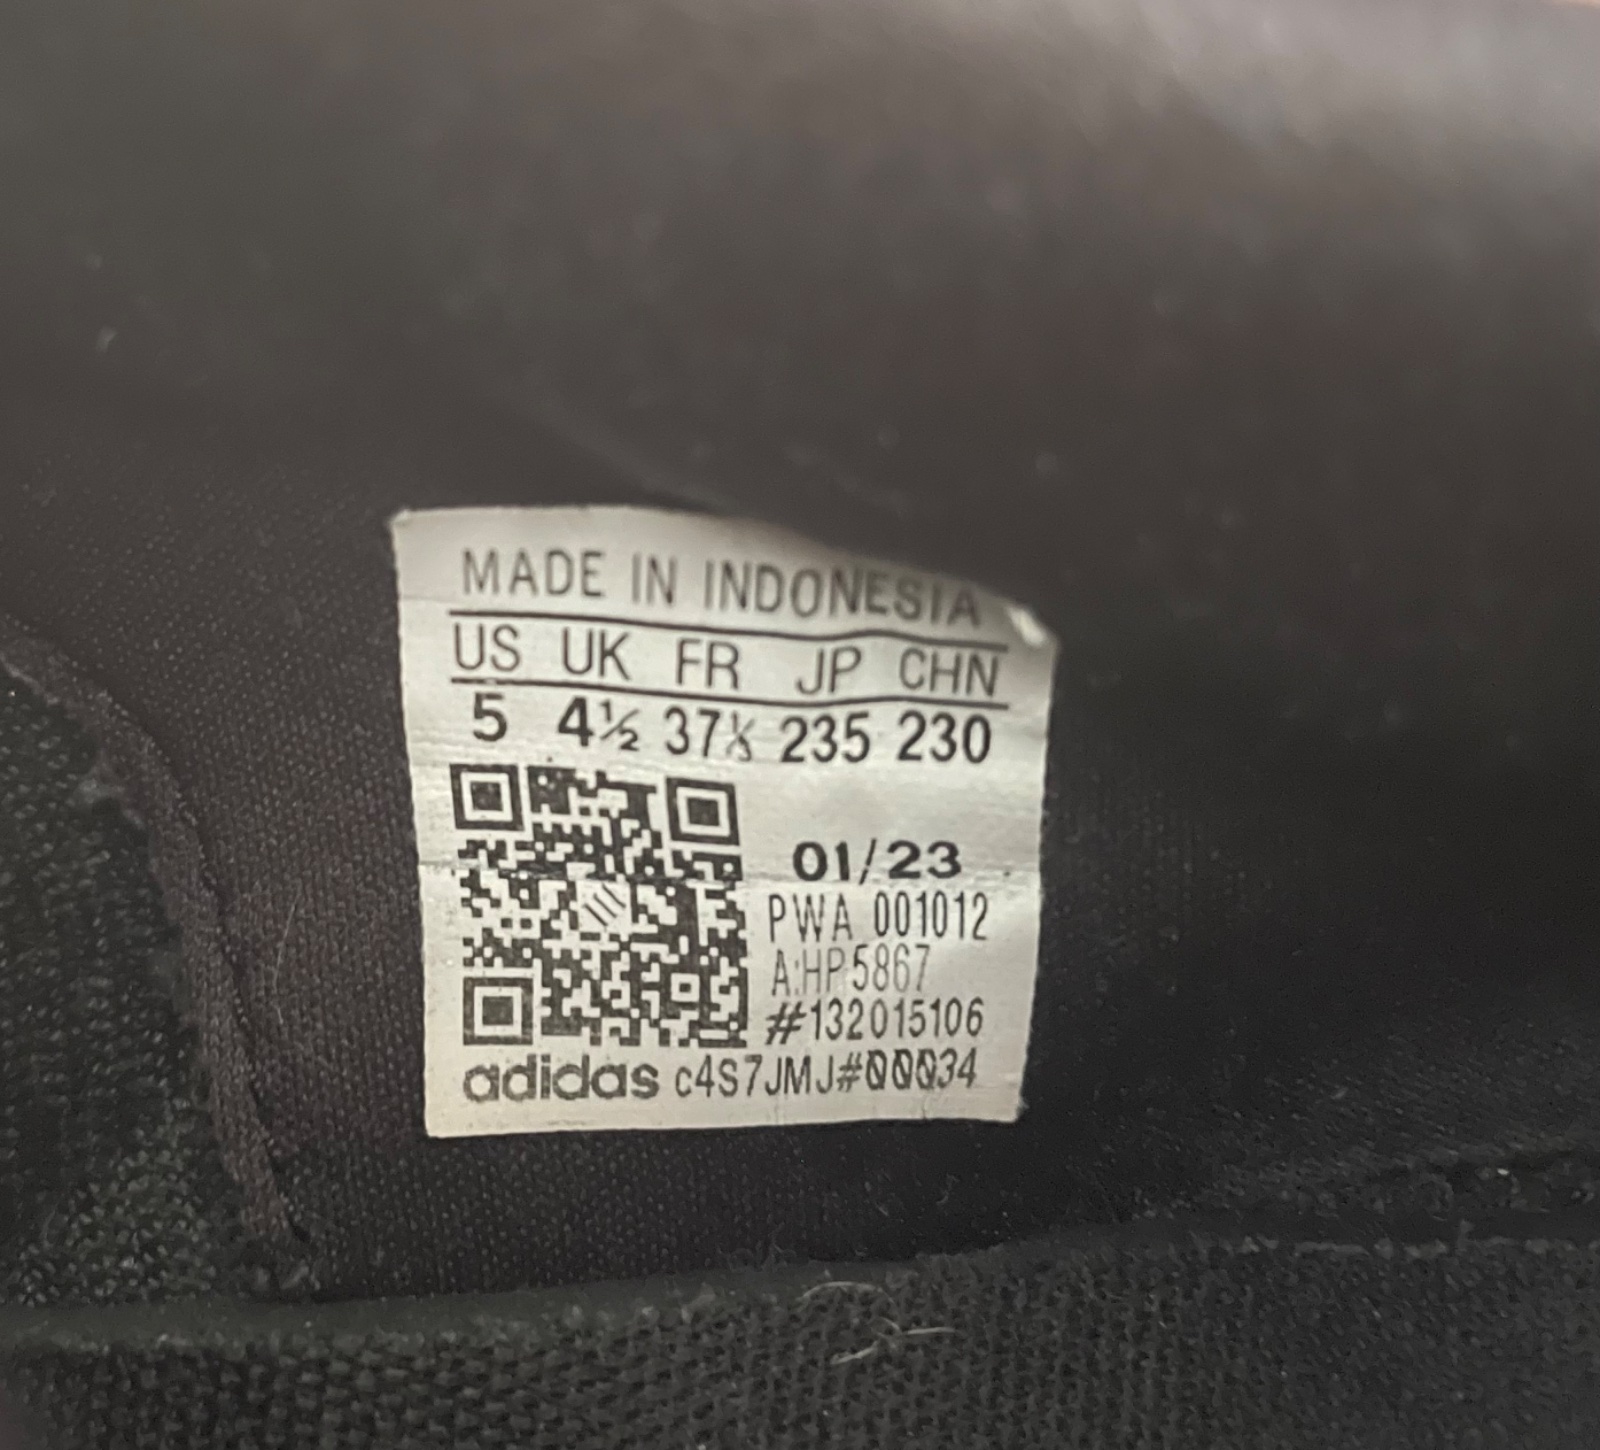 MADE IN INDONESIA
US UK FR JP CHN
5 4½ 37⅓ 235 230
01/23
PWA 001012
A:HP5867
#132015106
adidas c4S7JMJ#00034